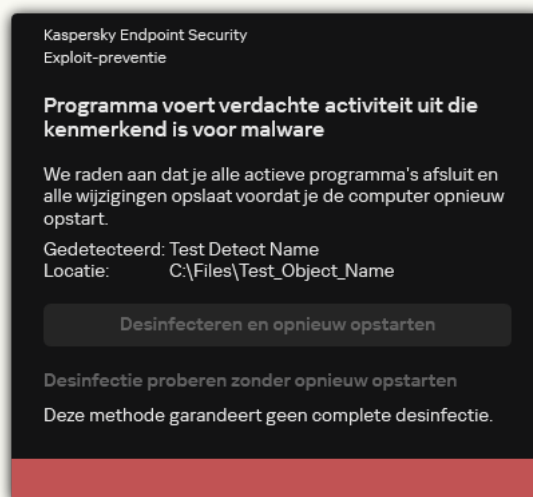 Kaspersky Endpoint Security
Exploit-preventie
Programma voert verdachte activiteit uit die
kenmerkend is voor malware
We raden aan dat je alle actieve programma's afsluit en
alle wijzigingen opslaat voordat je de computer opnieuw
opstart.
Gedetecteerd: Test Detect Name
Locatie: C:\Files\Test_Object_Name
Desinfecteren en opnieuw opstarten
Desinfectie proberen zonder opnieuw opstarten
Deze methode garandeert geen complete desinfectie.